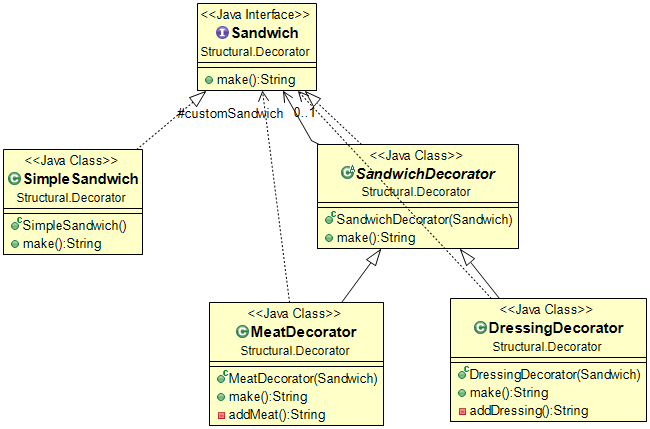 <<Java Interface>>
Sandwich
Structural.Decorator
make():String
#customSandwich 0..1
<<Java Class>>
SimpleSandwich
Structural.Decorator
SimpleSandwich()
make():String
<<Java Class>>
SandwichDecorator
Structural.Decorator
SandwichDecorator(Sandwich)
make():String
<<Java Class>>
MeatDecorator
Structural.Decorator
MeatDecorator(Sandwich)
make():String
addMeat():String
<<Java Class>>
DressingDecorator
Structural.Decorator
DressingDecorator(Sandwich)
make():String
addDressing():String